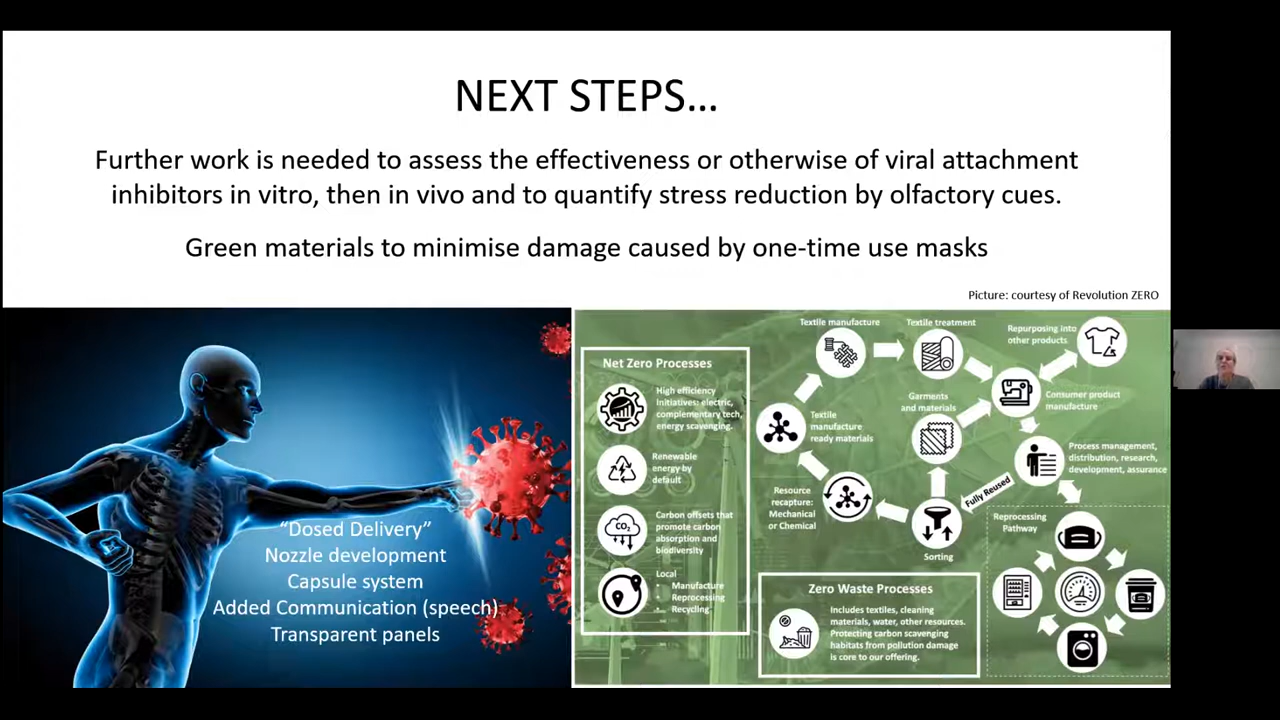 NEXT STEPS...
Further work is needed to assess the effectiveness or otherwise of viral attachment
inhibitors in vitro, then in vivo and to quantify stress reduction by olfactory cues.
Green materials to minimise damage caused by one-time use masks
Picture: courtesy of Revolution ZERO
“Dosed Delivery”
Nozzle development
Capsule system
Added Communication (speech)
Transparent panels
Net Zero Processes
High efficiency
Initiatives: electric,
complementary tech,
energy scavenging.
Renewable
energy by
default
CO₂
Carbon offsets that
promote carbon
absorption and
biodiversity
Local
• Manufacture
• Reprocessing
• Recycling
Textile manufacture
Textile treatment
Repurposing into
other products
Garments
and materials
Consumer product
manufacture
Textile
manufacture
ready materials
Process management,
distribution, research,
development, assurance
Fully Reused
Resource
recapture:
Mechanical
or Chemical
Sorting
Reprocessing
Pathway
Zero Waste Processes
Includes textiles, cleaning
materials, water, other resources.
Protecting carbon scavenging
habitats from pollution damage
is core to our offering.